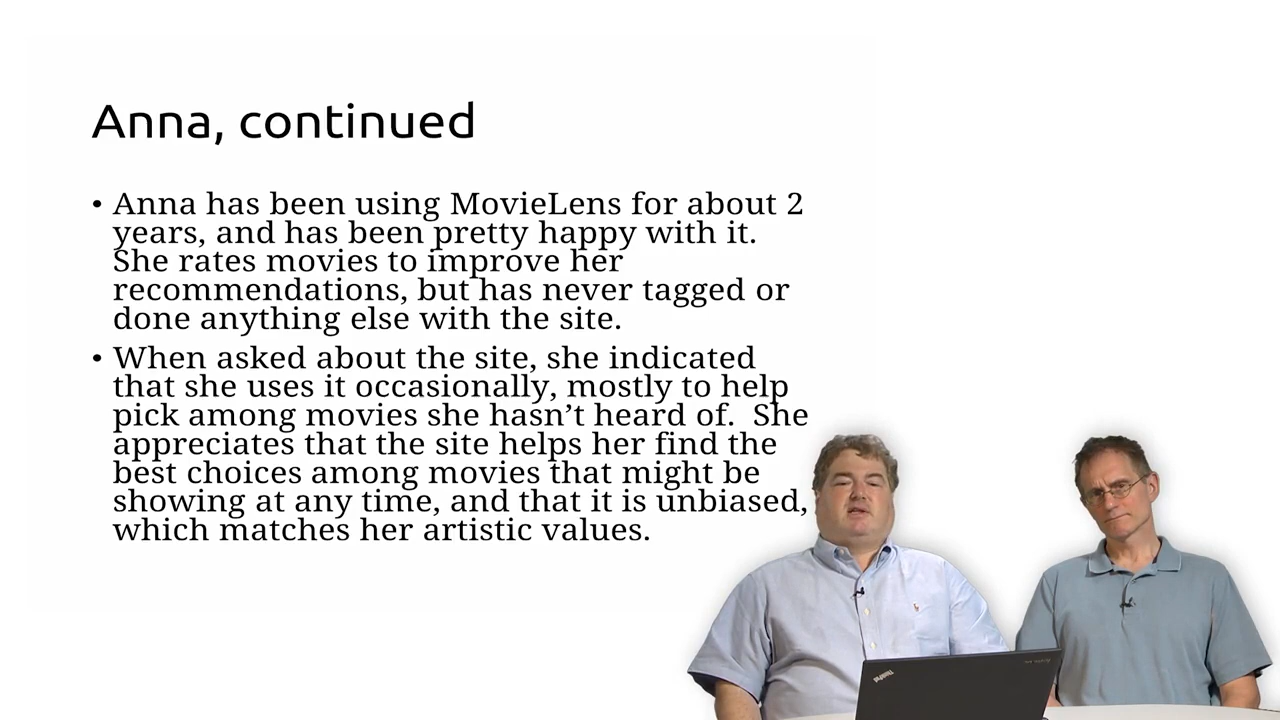 Anna, continued
• Anna has been using MovieLens for about 2
years, and has been pretty happy with it.
She rates movies to improve her
recommendations, but has never tagged or
done anything else with the site.
• When asked about the site, she indicated
that she uses it occasionally, mostly to help
pick among movies she hasn’t heard of.  She
appreciates that the site helps her find the
best choices among movies that might be
showing at any time, and that it is unbiased,
which matches her artistic values.
ThinkPad